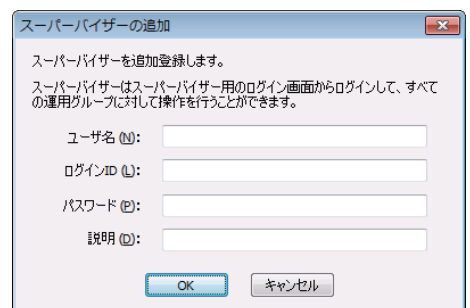 スーパーバイザーの追加
スーパーバイザーを追加登録します。
スーパーバイザーはスーパーバイザー用のログイン画面からログインして、すべて
の運用グループに対して操作を行うことができます。
ユーザ名(N):
ログインID(L):
パスワード(P):
説明(D):
OK キャンセル